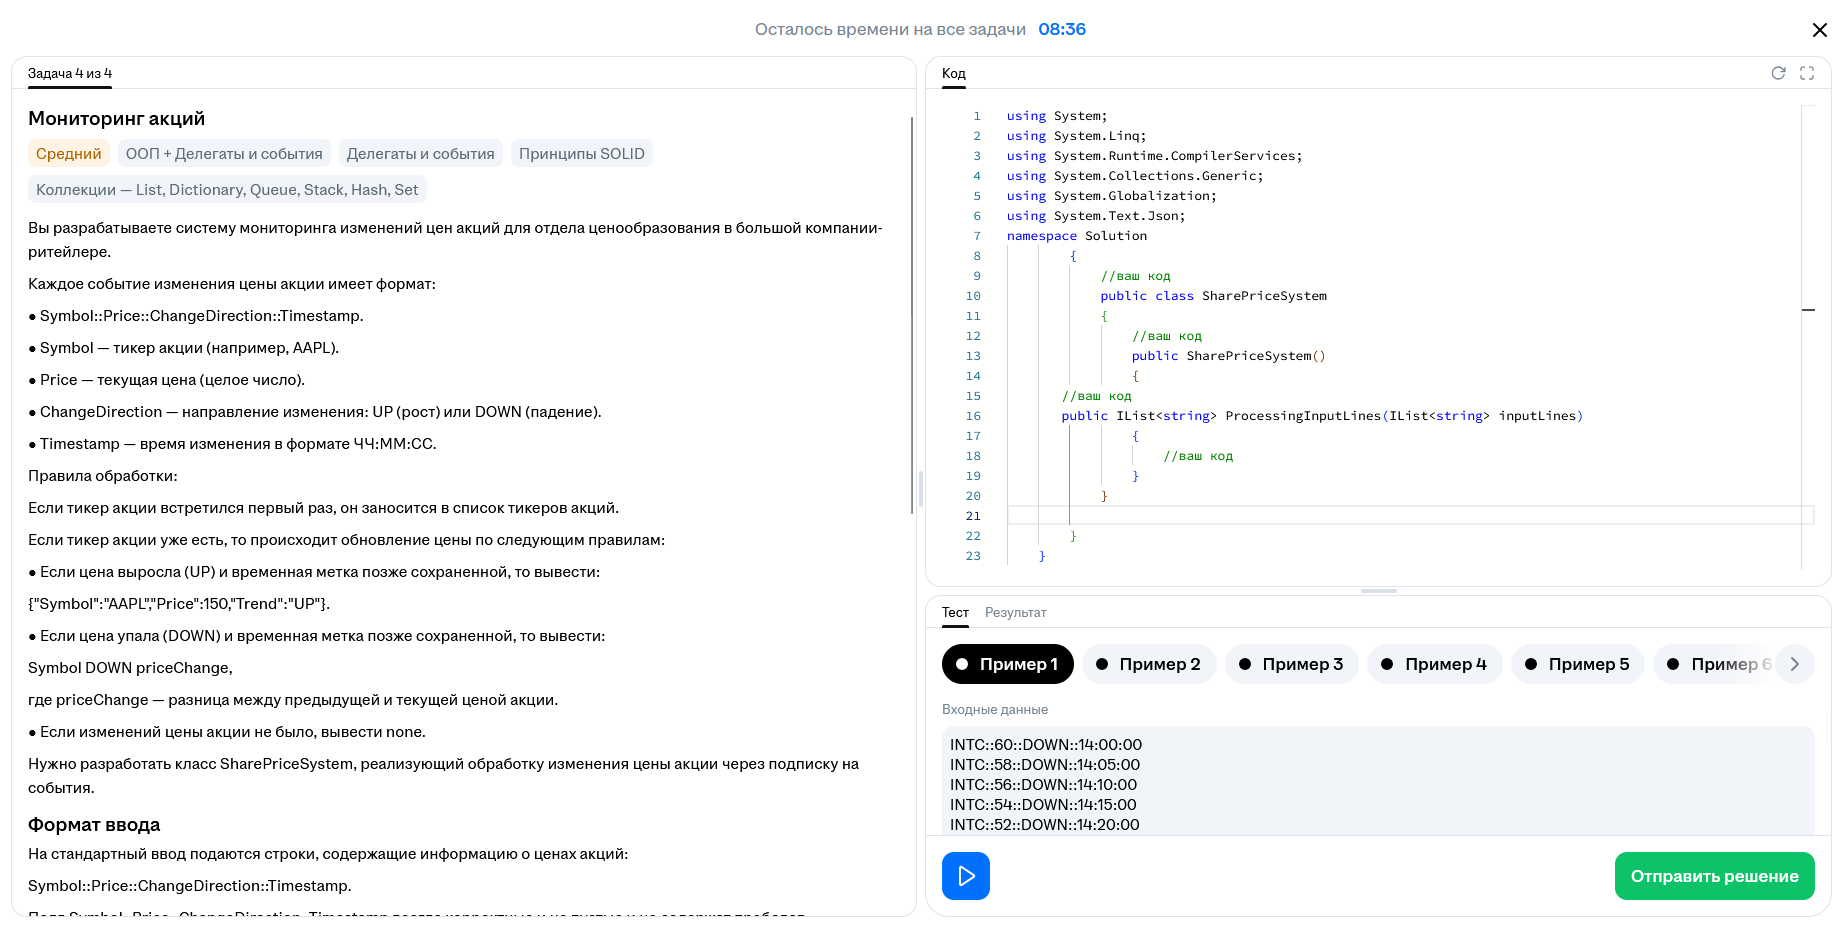 Осталось времени на все задачи 08:36
Задача 4 из 4
Мониторинг акций
Средний ООП + Делегаты и события Делегаты и события Принципы SOLID
Коллекции — List, Dictionary, Queue, Stack, Hash, Set
Вы разрабатываете систему мониторинга изменений цен акций для отдела ценообразования в большой компании-
ритейлере.
Каждое событие изменения цены акции имеет формат:
● Symbol::Price::ChangeDirection::Timestamp.
● Symbol — тикер акции (например, AAPL).
● Price — текущая цена (целое число).
● ChangeDirection — направление изменения: UP (рост) или DOWN (падение).
● Timestamp — время изменения в формате ЧЧ:ММ:СС.
Правила обработки:
Если тикер акции встретился первый раз, он заносится в список тикеров акций.
Если тикер акции уже есть, то происходит обновление цены по следующим правилам:
● Если цена выросла (UP) и временная метка позже сохраненной, то вывести:
{"Symbol":"AAPL","Price":150,"Trend":"UP"}.
● Если цена упала (DOWN) и временная метка позже сохраненной, то вывести:
Symbol DOWN priceChange,
где priceChange — разница между предыдущей и текущей ценой акции.
● Если изменений цены акции не было, вывести none.
Нужно разработать класс SharePriceSystem, реализующий обработку изменения цены акции через подписку на
события.
Формат ввода
На стандартный ввод подаются строки, содержащие информацию о ценах акций:
Symbol::Price::ChangeDirection::Timestamp.
Код
1 using System;
2 using System.Linq;
3 using System.Runtime.CompilerServices;
4 using System.Collections.Generic;
5 using System.Globalization;
6 using System.Text.Json;
7 namespace Solution
8 {
9 //ваш код
10 public class SharePriceSystem
11 {
12 //ваш код
13 public SharePriceSystem()
14 {
15 //ваш код
16 public IList<string> ProcessingInputLines(IList<string> inputLines)
17 {
18 //ваш код
19 }
20 }
21
22 }
23 }
Тест Результат
Пример 1 Пример 2 Пример 3 Пример 4 Пример 5 Пример 6
Входные данные
INTC::60::DOWN::14:00:00
INTC::58::DOWN::14:05:00
INTC::56::DOWN::14:10:00
INTC::54::DOWN::14:15:00
INTC::52::DOWN::14:20:00
Отправить решение